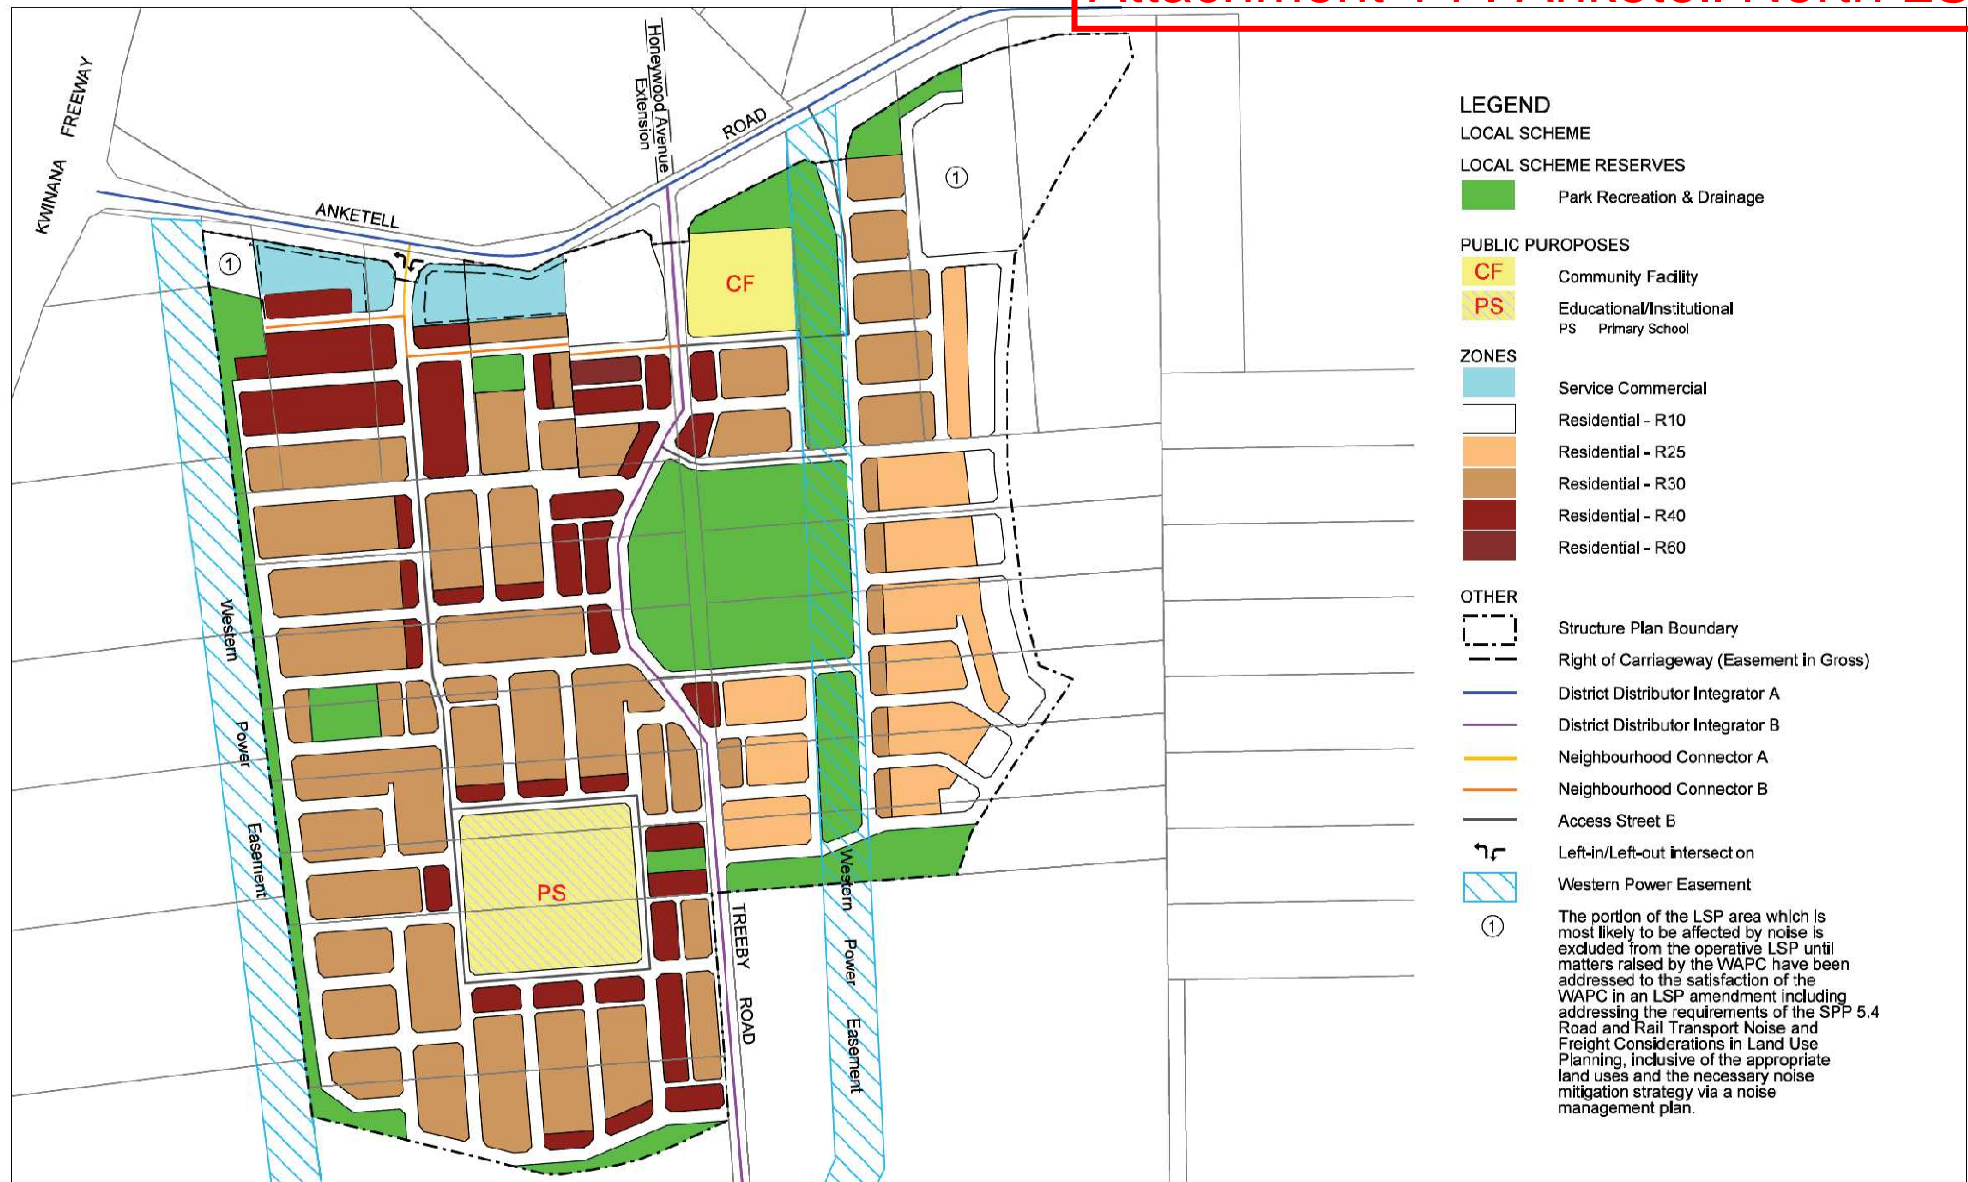 KWINANA FREEWAY
Honeywood Avenue
Extension
ROAD
ANKETELL
1
1
CF
PS
Western Power Easement
Western Power Easement
TREEBY ROAD
LEGEND
LOCAL SCHEME
LOCAL SCHEME RESERVES
Park Recreation & Drainage
PUBLIC PUROPOSES
CF Community Facility
PS Educational/Institutional
PS Primary School
ZONES
Service Commercial
Residential - R10
Residential - R25
Residential - R30
Residential - R40
Residential - R60
OTHER
Structure Plan Boundary
Right of Carriageway (Easement in Gross)
District Distributor Integrator A
District Distributor Integrator B
Neighbourhood Connector A
Neighbourhood Connector B
Access Street B
Left-in/Left-out intersection
Western Power Easement
1 The portion of the LSP area which is
most likely to be affected by noise is
excluded from the operative LSP until
matters raised by the WAPC have been
addressed to the satisfaction of the
WAPC in an LSP amendment including
addressing the requirements of the SPP 5.4
Road and Rail Transport Noise and
Freight Considerations in Land Use
Planning, inclusive of the appropriate
land uses and the necessary noise
mitigation strategy via a noise
management plan.